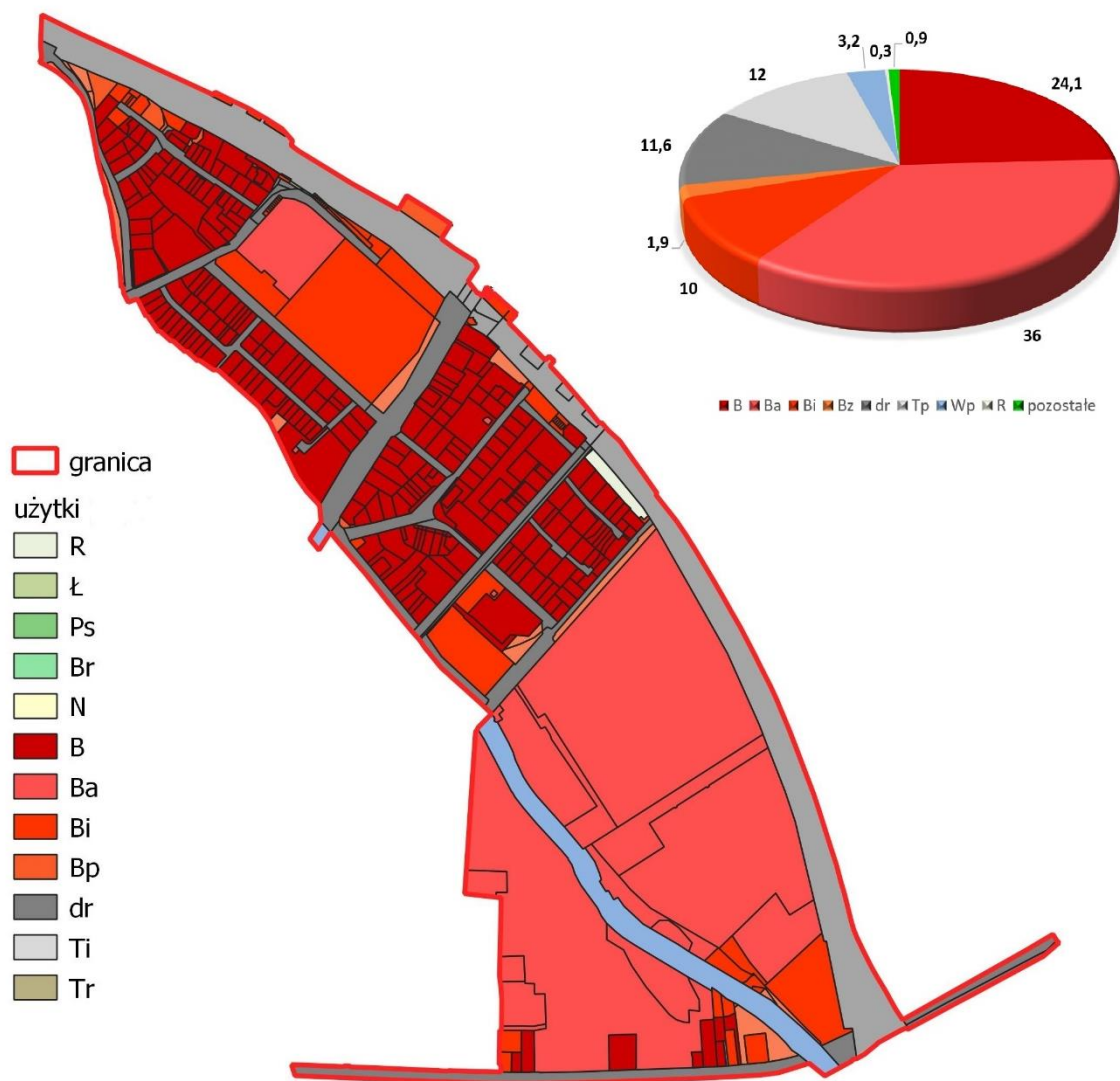 3,2
0,3
0,9
12
24,1
11,6
1,9
10
36
B Ba Bi Bz dr Tp Wp R pozostałe
granica
użytki
R
Ł
Ps
Br
N
B
Ba
Bi
Bp
dr
Ti
Tr